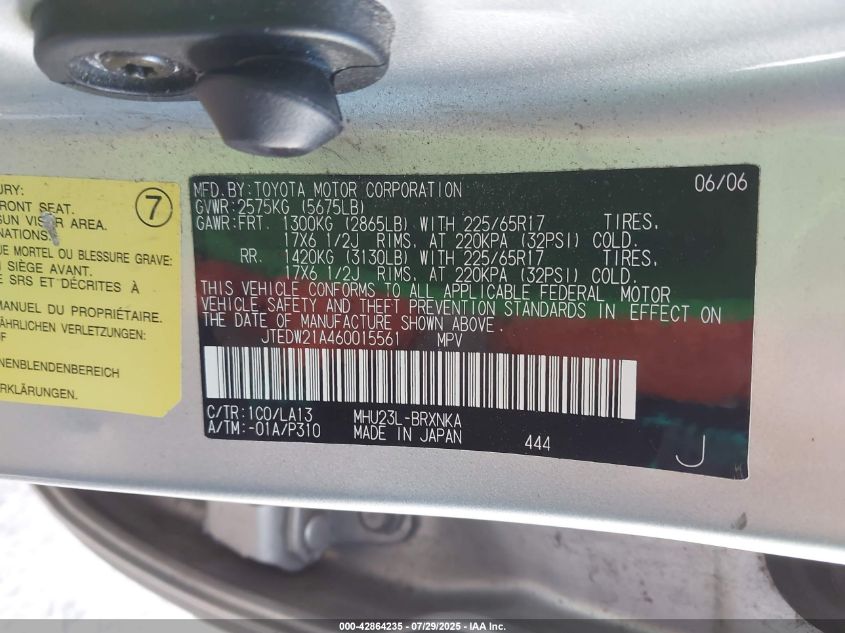 URY:
FRONT SEAT.
SUN VISOR AREA.
NATIONS)
7
QUE MORTEL OU BLESSURE GRAVE:
SIÈGE AVANT.
E SRS ET DÉCRITES À
MANUEL DU PROPRIÉTAIRE.
ÄHRLICHEN VERLETZUNGEN:
F
NENBLENDENBEREICH
ERKLÄRUNG
MFD.BY:TOYOTA MOTOR CORPORATION 06/06
GVWR:2575KG (5675LB)
GAWR:FRT. 1300KG (2865LB) WITH 225/65R17 TIRES,
17X6 1/2J RIMS, AT 220KPA (32PSI) COLD.
RR. 1420KG (3130LB) WITH 225/65R17 TIRES,
17X6 1/2J RIMS, AT 220KPA (32PSI) COLD.
THIS VEHICLE CONFORMS TO ALL APPLICABLE FEDERAL MOTOR
VEHICLE SAFETY AND THEFT PREVENTION STANDARDS IN EFFECT ON
THE DATE OF MANUFACTURE SHOWN ABOVE.
JTEDW21A460015561 MPV
C/TR:1C0/LA13 MHU23L-BRXNKA
A/TM:-01A/P310 MADE IN JAPAN 444 J
000-42864235 - 07/29/2025 - IAA Inc.